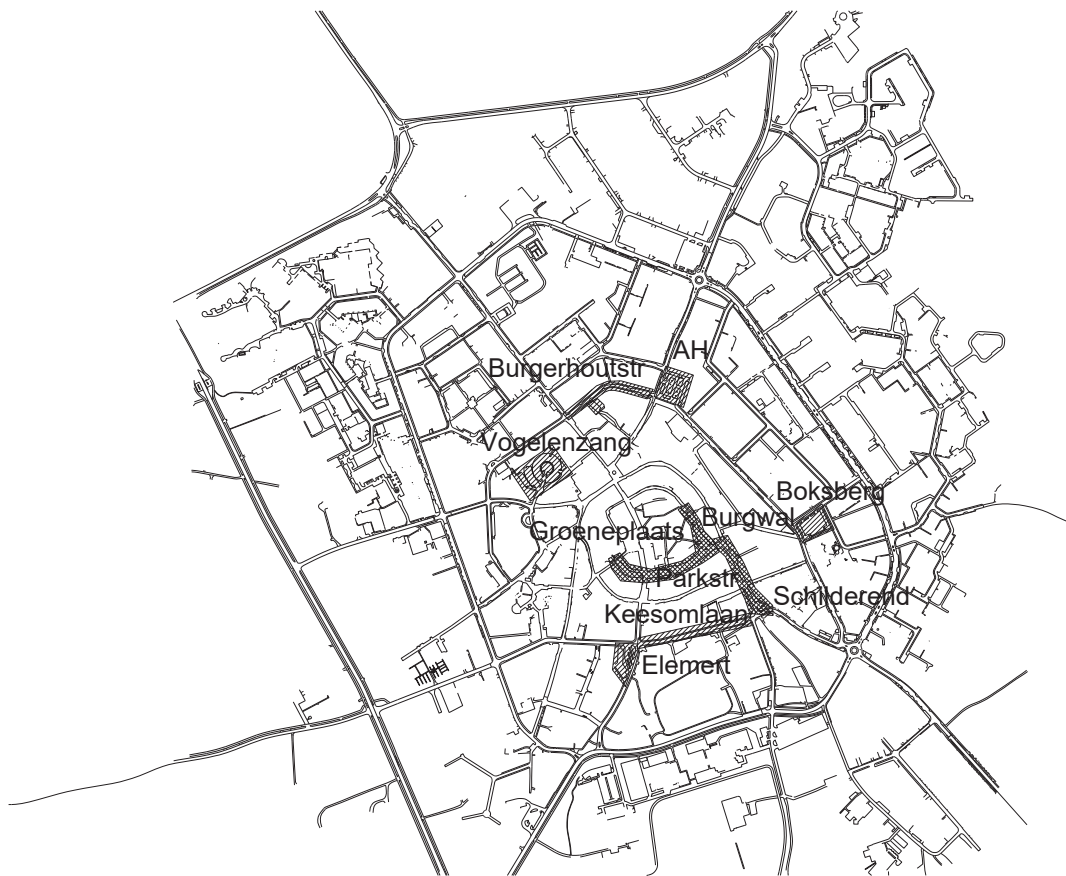 AH
Burgerhoutstr
Vogelenzang
Boksberg
Burgwal
Groeneplaats
Parkstr
Schilderend
Keesomlaan
Elemert